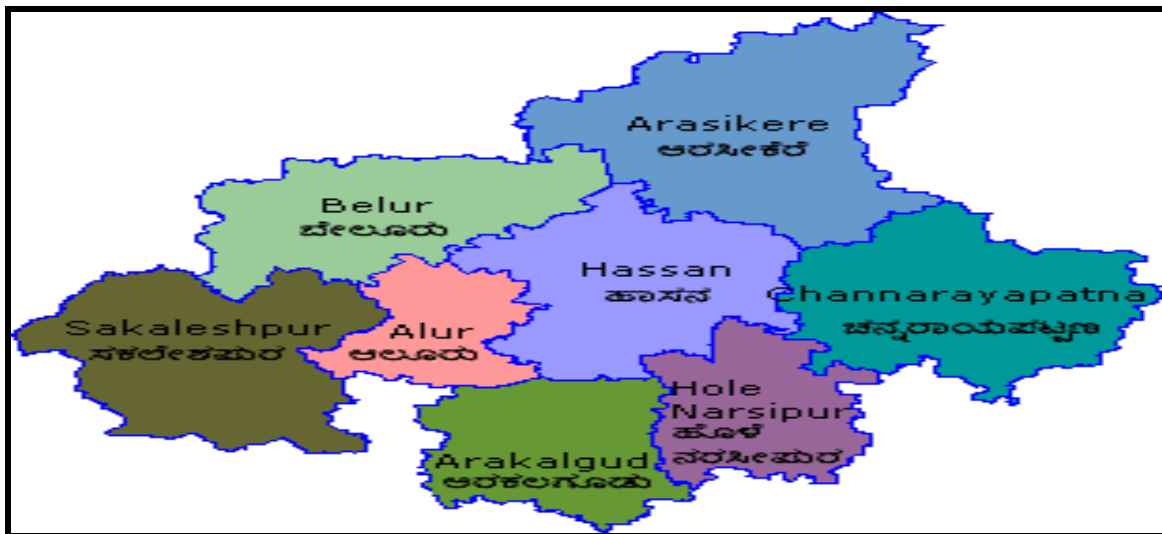 Arasikere
ಅರಸೀಕೆರೆ
Belur
ಬೇಲೂರು
Hassan
ಹಾಸನ
Channarayapatna
ಚನ್ನರಾಯಪಟ್ಟಣ
Sakaleshpur
ಸಕಲೇಶಪುರ
Alur
ಆಲೂರು
Hole
Narsipur
ಹೊಳೆ
ನರಸೀಪುರ
Arakalgud
ಅರಕಲಗೂಡು